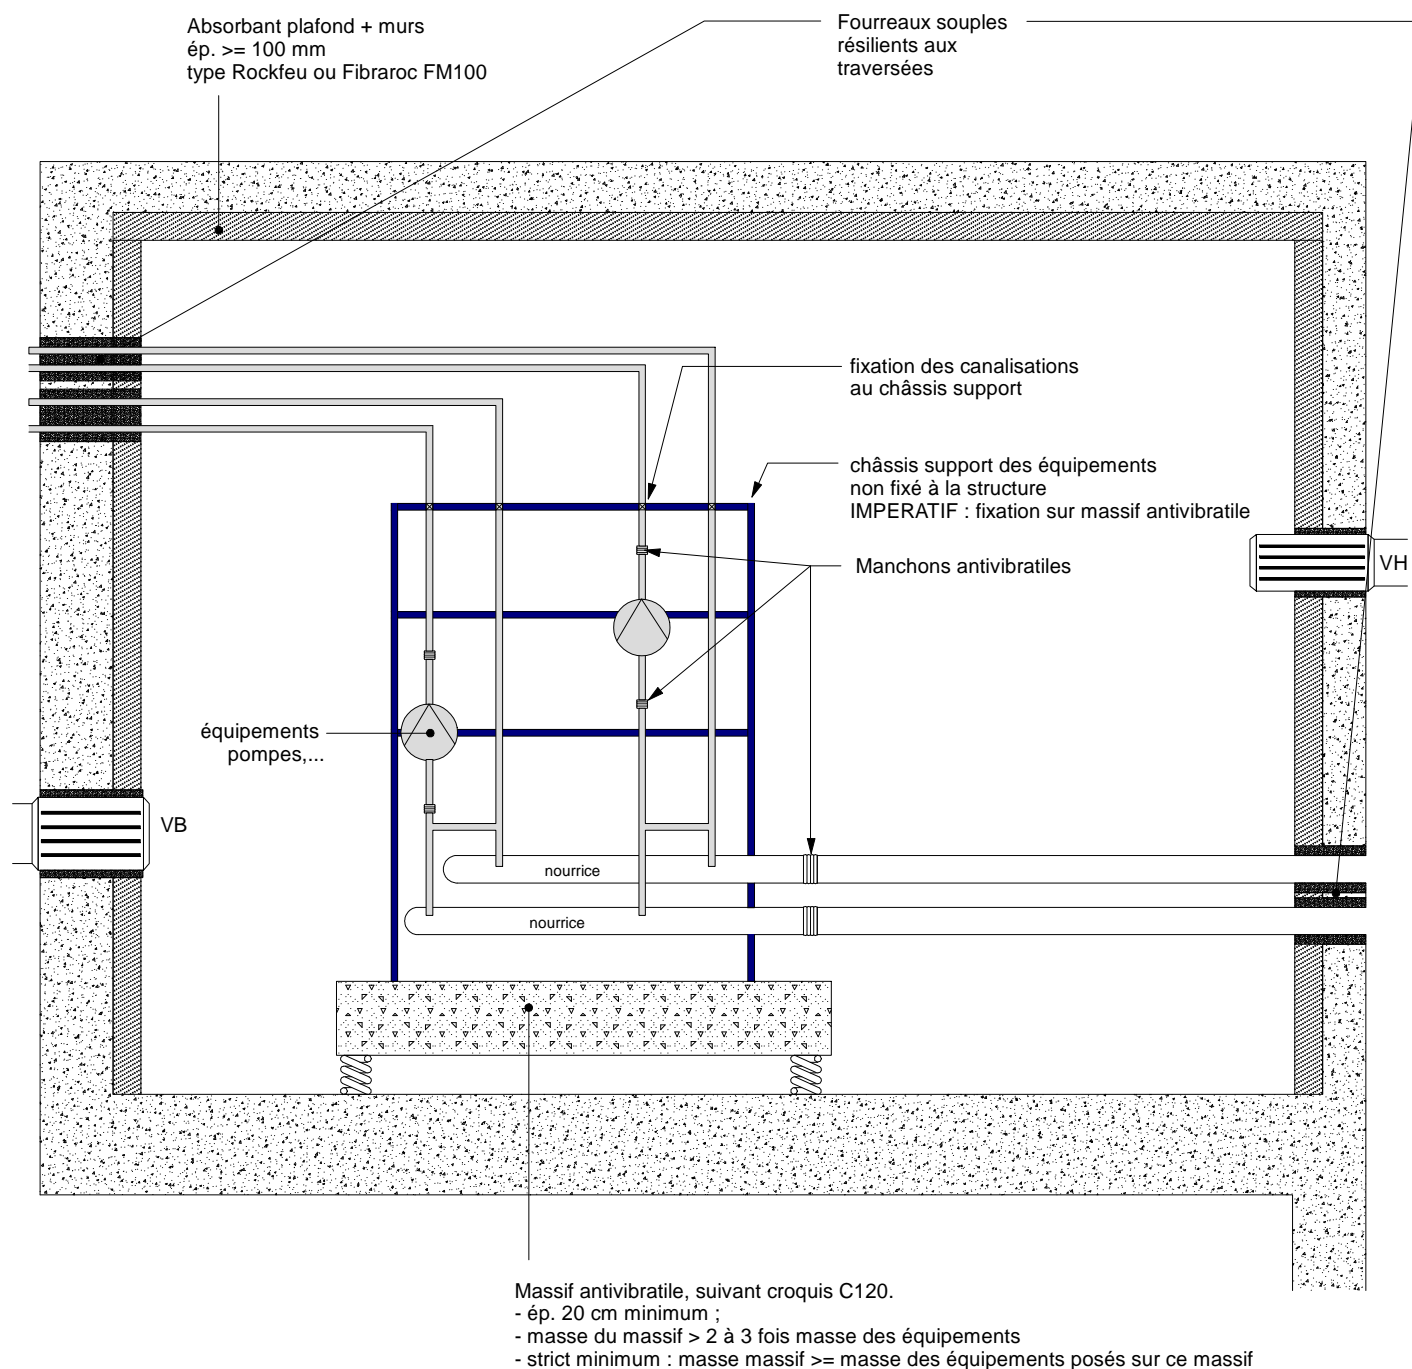 Absorbant plafond + murs
ép. >= 100 mm
type Rockfeu ou Fibraroc FM100
Fourreaux souples
résilients aux
traversées
fixation des canalisations
au châssis support
châssis support des équipements
non fixé à la structure
IMPERATIF : fixation sur massif antivibratile
VH
Manchons antivibratiles
équipements
pompes,...
VB
nourrice
nourrice
Massif antivibratile, suivant croquis C120.
- ép. 20 cm minimum ;
- masse du massif > 2 à 3 fois masse des équipements
- strict minimum : masse massif >= masse des équipements posés sur ce massif